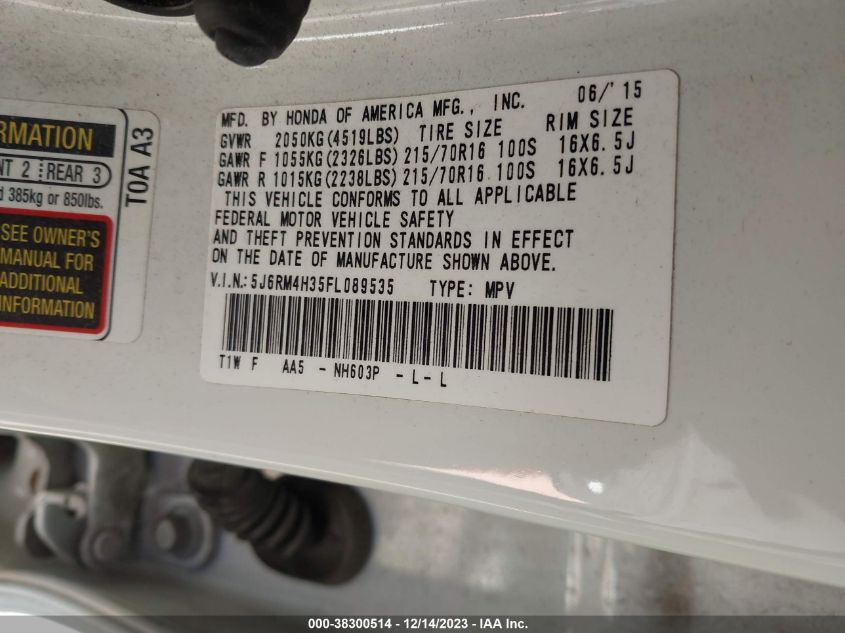 RMATION
NT 2 REAR 3
d 385kg or 850lbs.
SEE OWNER'S
MANUAL FOR
ADDITIONAL
INFORMATION
T0A A3
MFD. BY HONDA OF AMERICA MFG., INC. 06/'15
GVWR 2050KG(4519LBS) TIRE SIZE RIM SIZE
GAWR F 1055KG(2326LBS) 215/70R16 100S 16X6.5J
GAWR R 1015KG(2238LBS) 215/70R16 100S 16X6.5J
THIS VEHICLE CONFORMS TO ALL APPLICABLE
FEDERAL MOTOR VEHICLE SAFETY
AND THEFT PREVENTION STANDARDS IN EFFECT
ON THE DATE OF MANUFACTURE SHOWN ABOVE.
V.I.N.: 5J6RM4H35FL089535 TYPE: MPV
T1W F AA5 - NH603P - L- L
000-38300514 - 12/14/2023 - IAA Inc.